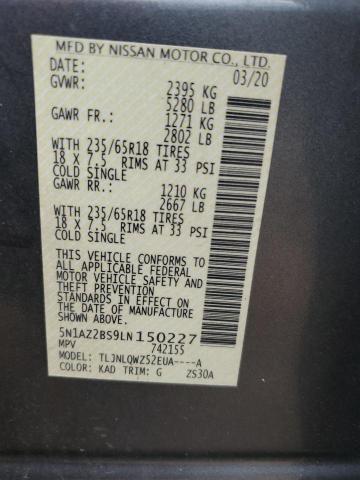 MFD BY NISSAN MOTOR CO., LTD.
DATE: 03/20
GVWR: 2395 KG
5280 LB
GAWR FR.: 1271 KG
2802 LB
WITH 235/65R18 TIRES
18 X 7.5 RIMS AT 33 PSI
COLD SINGLE
GAWR RR.: 1210 KG
2667 LB
WITH 235/65R18 TIRES
18 X 7.5 RIMS AT 33 PSI
COLD SINGLE
THIS VEHICLE CONFORMS TO
ALL APPLICABLE FEDERAL
MOTOR VEHICLE SAFETY AND
THEFT PREVENTION
STANDARDS IN EFFECT ON
THE DATE OF MANUFACTURE
SHOWN ABOVE
5N1AZ2BS9LN150227
MPV 742155
MODEL: TLJNLQWZ52EUA----A
COLOR: KAD TRIM: G ZS30A